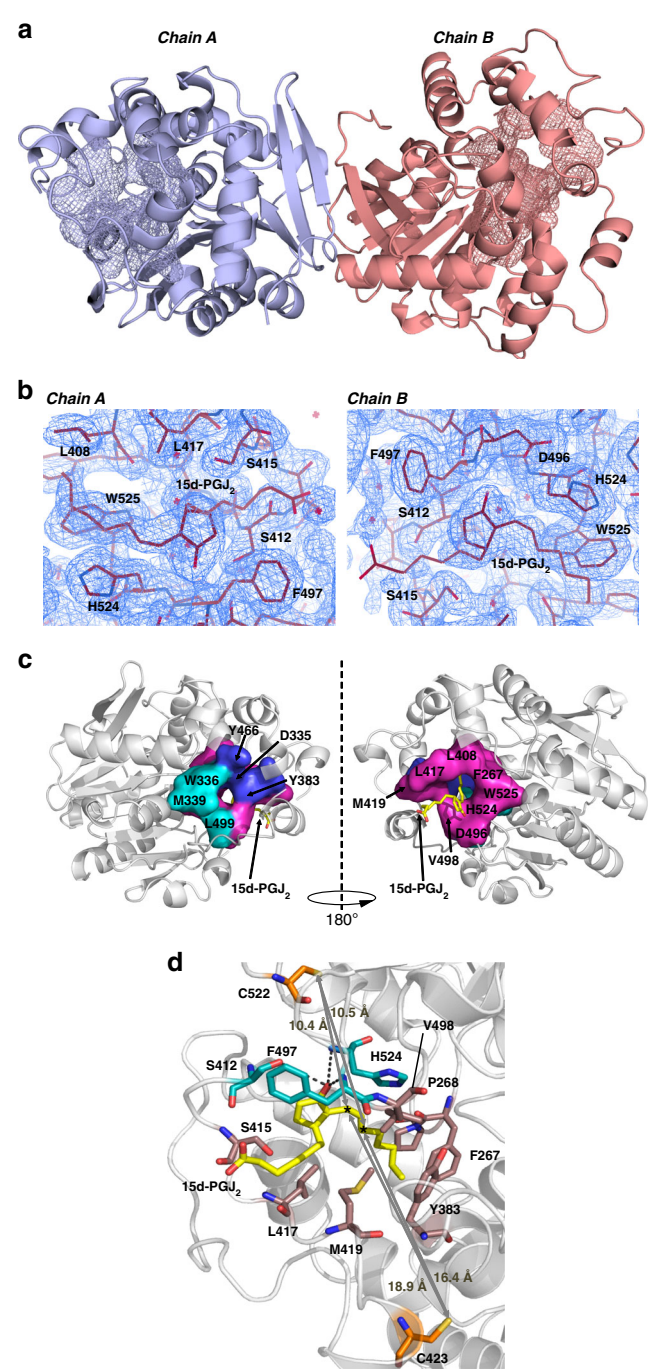 a
Chain A
Chain B
b
Chain A
L408
L417
S415
15d-PGJ₂
W525
S412
H524
F497
Chain B
F497
D496
H524
S412
W525
15d-PGJ₂
S415
c
Y466
D335
W336
Y383
M339
L499
15d-PGJ₂
L408
L417
F267
M419
W525
H524
D496
V498
15d-PGJ₂
180°
d
C522
10.5 Å
10.4 Å
V498
F497
H524
S412
P268
S415
F267
15d-PGJ₂
Y383
L417
M419
16.4 Å
18.9 Å
C423